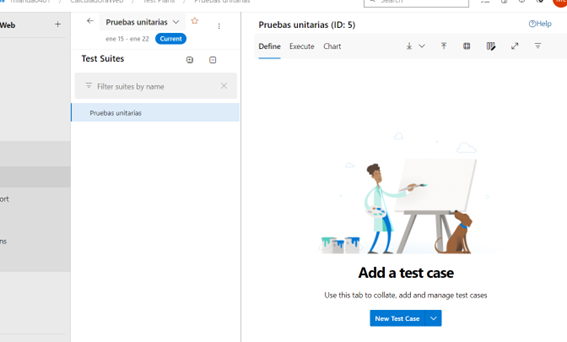 CalculadoraWeb / Test Plans / Pruebas unitarias
Search
Web +
Pruebas unitarias
ene 15 - ene 22 Current
Test Suites
Filter suites by name
Pruebas unitarias
ort
ns
Pruebas unitarias (ID: 5)
Help
Define Execute Chart
Add a test case
Use this tab to collate, add and manage test cases
New Test Case